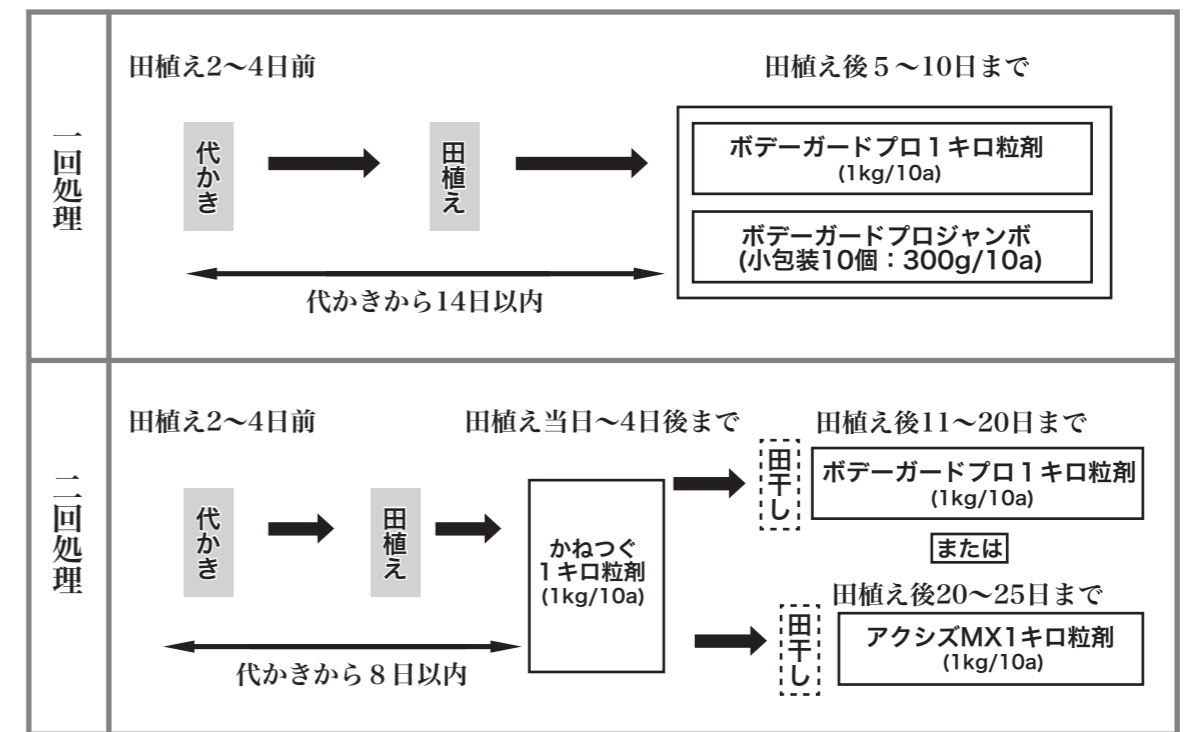 一回処理
田植え2〜4日前
田植え後５〜10日まで
代かき
田植え
ボデーガードプロ１キロ粒剤
(1kg/10a)
ボデーガードプロジャンボ
(小包装10個：300g/10a)
代かきから14日以内
二回処理
田植え2〜4日前
田植え当日〜4日後まで
田植え後11〜20日まで
代かき
田植え
かねつぐ
１キロ粒剤
(1kg/10a)
田干し
ボデーガードプロ１キロ粒剤
(1kg/10a)
または
田植え後20〜25日まで
田干し
アクシズMX1キロ粒剤
(1kg/10a)
代かきから８日以内